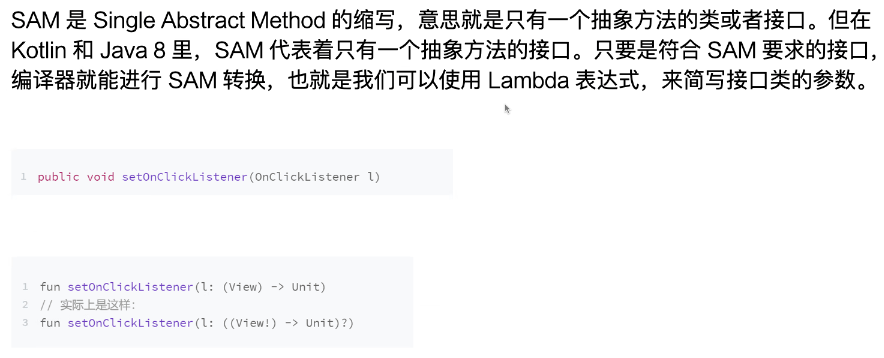 SAM 是 Single Abstract Method 的缩写，意思就是只有一个抽象方法的类或者接口。但在
Kotlin 和 Java 8 里，SAM 代表着只有一个抽象方法的接口。只要是符合 SAM 要求的接口，
编译器就能进行 SAM 转换，也就是我们可以使用 Lambda 表达式，来简写接口类的参数。
1 public void setOnClickListener(OnClickListener l)
1 fun setOnClickListener(l: (View) -> Unit)
2 // 实际上是这样：
3 fun setOnClickListener(l: ((View!) -> Unit)?)